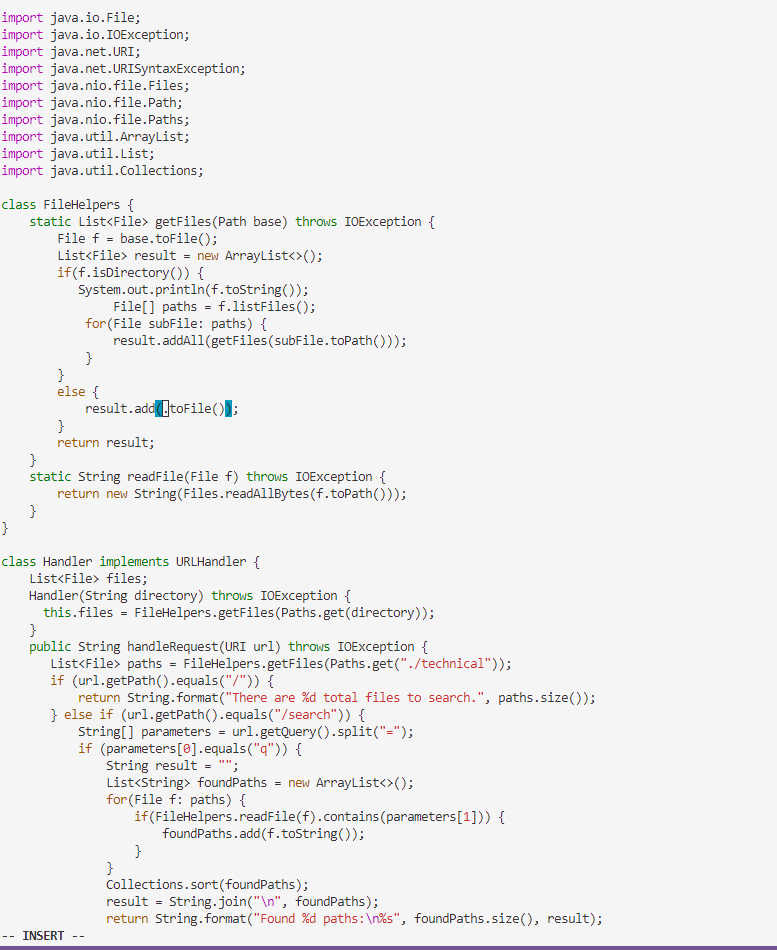 import java.io.File;
import java.io.IOException;
import java.net.URI;
import java.net.URISyntaxException;
import java.nio.file.Files;
import java.nio.file.Path;
import java.nio.file.Paths;
import java.util.ArrayList;
import java.util.List;
import java.util.Collections;

class FileHelpers {
    static List<File> getFiles(Path base) throws IOException {
        File f = base.toFile();
        List<File> result = new ArrayList<>();
        if(f.isDirectory()) {
           System.out.println(f.toString());
                File[] paths = f.listFiles();
            for(File subFile: paths) {
                result.addAll(getFiles(subFile.toPath()));
            }
        }
        else {
            result.add(.toFile());
        }
        return result;
    }
    static String readFile(File f) throws IOException {
        return new String(Files.readAllBytes(f.toPath()));
    }
}

class Handler implements URLHandler {
    List<File> files;
    Handler(String directory) throws IOException {
      this.files = FileHelpers.getFiles(Paths.get(directory));
    }
    public String handleRequest(URI url) throws IOException {
       List<File> paths = FileHelpers.getFiles(Paths.get("./technical"));
       if (url.getPath().equals("/")) {
           return String.format("There are %d total files to search.", paths.size());
       } else if (url.getPath().equals("/search")) {
           String[] parameters = url.getQuery().split("=");
           if (parameters[0].equals("q")) {
               String result = "";
               List<String> foundPaths = new ArrayList<>();
               for(File f: paths) {
                   if(FileHelpers.readFile(f).contains(parameters[1])) {
                       foundPaths.add(f.toString());
                   }
               }
               Collections.sort(foundPaths);
               result = String.join("\n", foundPaths);
               return String.format("Found %d paths:\n%s", foundPaths.size(), result);
-- INSERT --